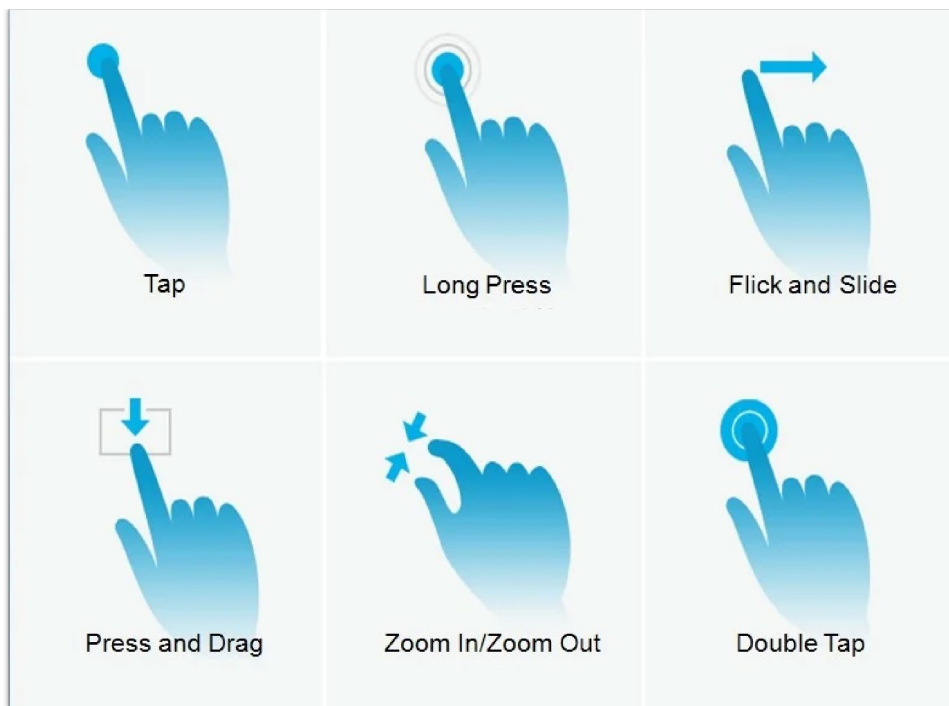 Tap
Long Press
Flick and Slide
Press and Drag
Zoom In/Zoom Out
Double Tap